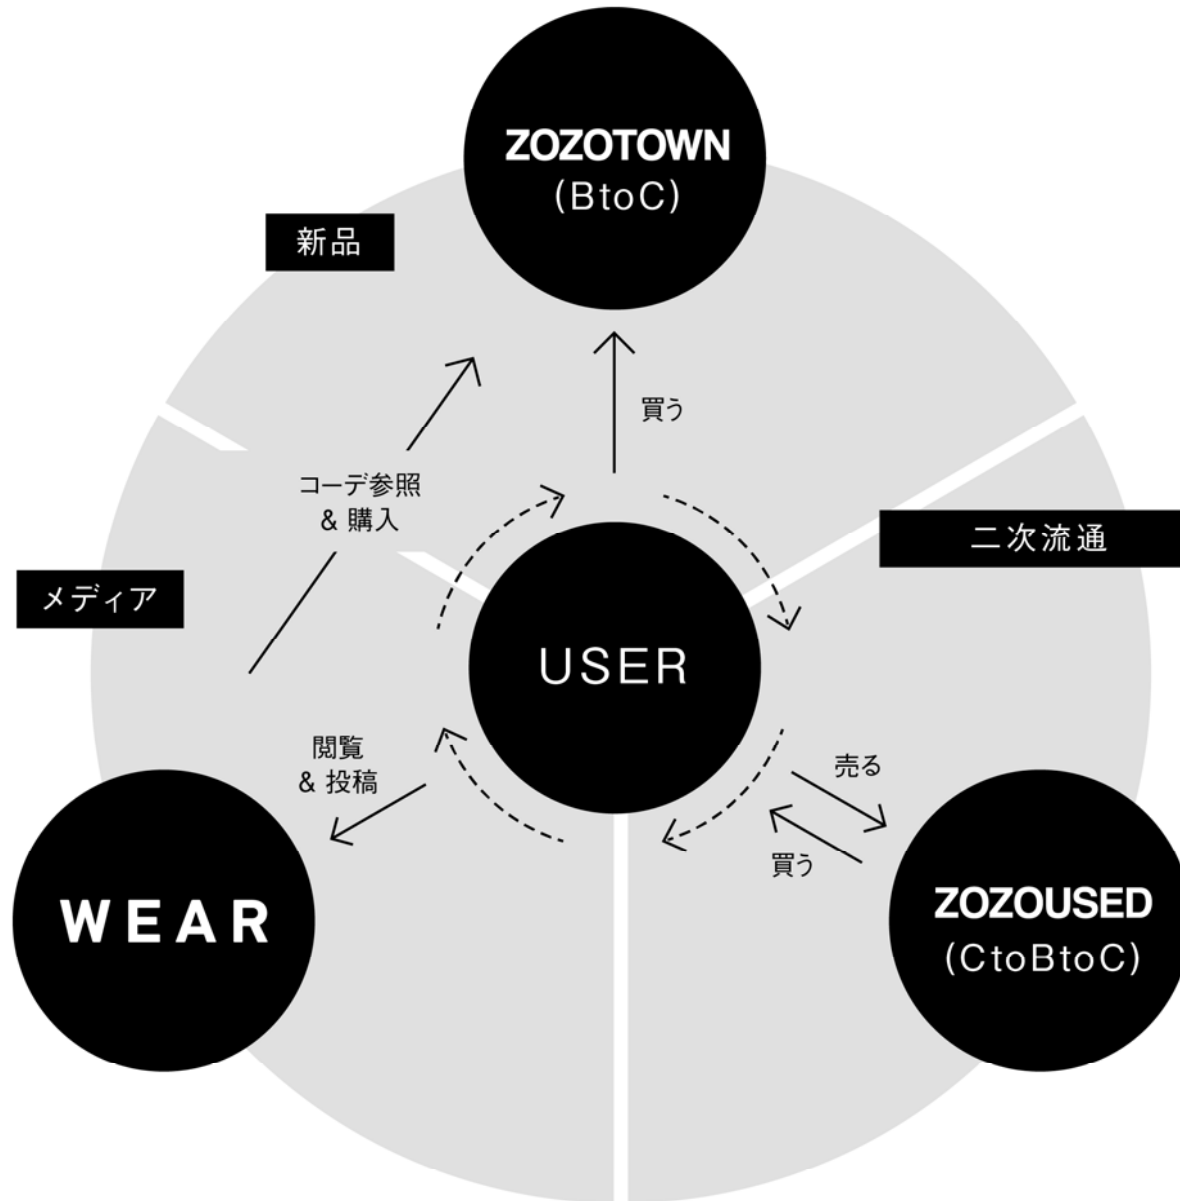 ZOZOTOWN
(BtoC)
新品
買う
コーデ参照
& 購入
二次流通
メディア
USER
閲覧
& 投稿
売る
買う
WEAR
ZOZOUSED
(CtoBtoC)